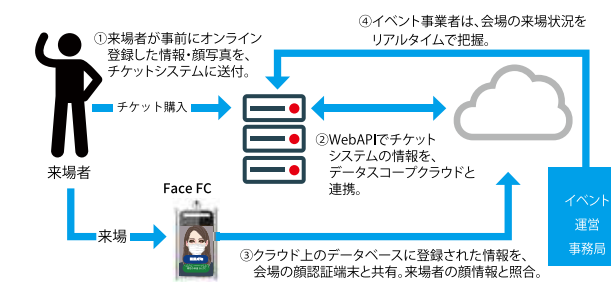 ①来場者が事前にオンライン
登録した情報・顔写真を、
チケットシステムに送付。
④イベント事業者は、会場の来場状況を
リアルタイムで把握。
チケット購入
来場者
②WebAPIでチケット
システムの情報を、
データスコープクラウドと
連携。
Face FC
来場
③クラウド上のデータベースに登録された情報を、
会場の顔認証端末と共有。来場者の顔情報と照合。
イベント
運営
事務局